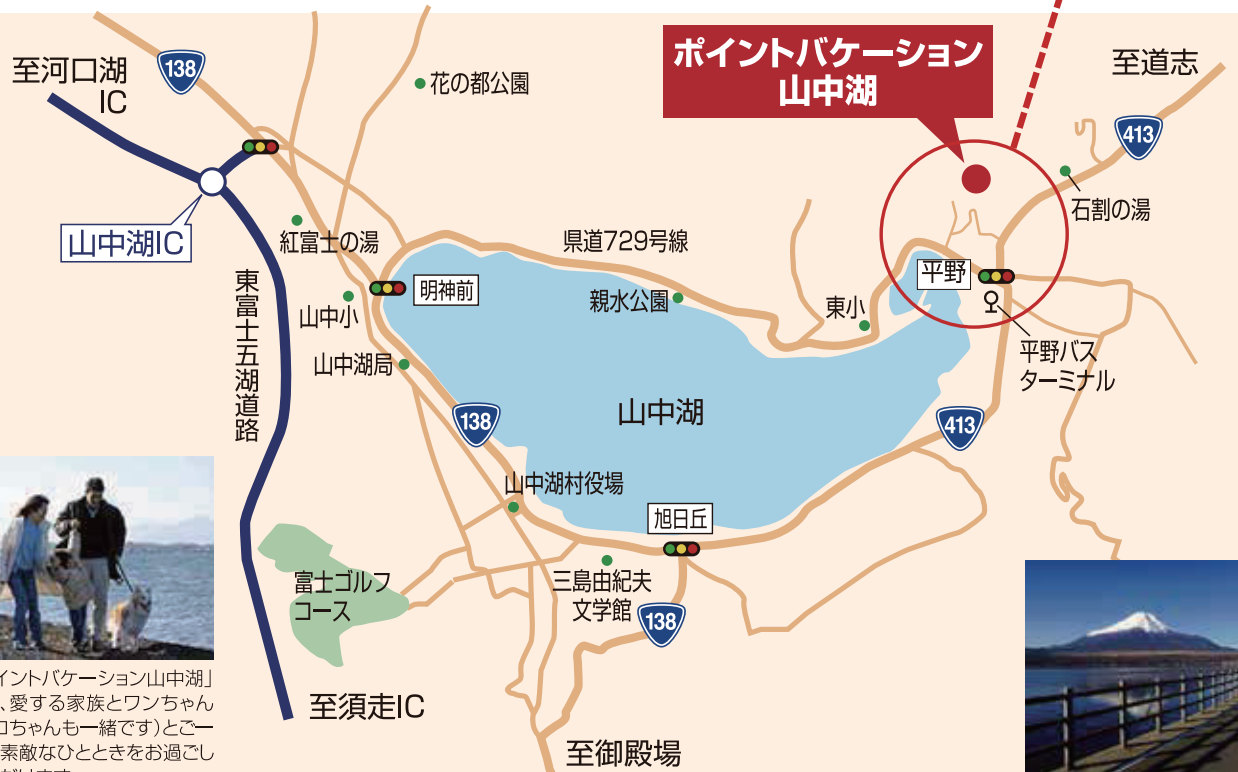 至河口湖
IC
138
花の都公園
ポイントバケーション
山中湖
至道志
413
石割の湯
山中湖IC
紅富士の湯
県道729号線
明神前
平野
山中小
親水公園
東小
東富士五湖道路
山中湖局
平野バス
ターミナル
山中湖
138
413
山中湖村役場
旭日丘
富士ゴルフ
コース
三島由紀夫
文学館
138
至須走IC
至御殿場
イントバケーション山中湖」
、愛する家族とワンちゃん
コちゃんも一緒です)とご一
素敵なひとときをお過ごし